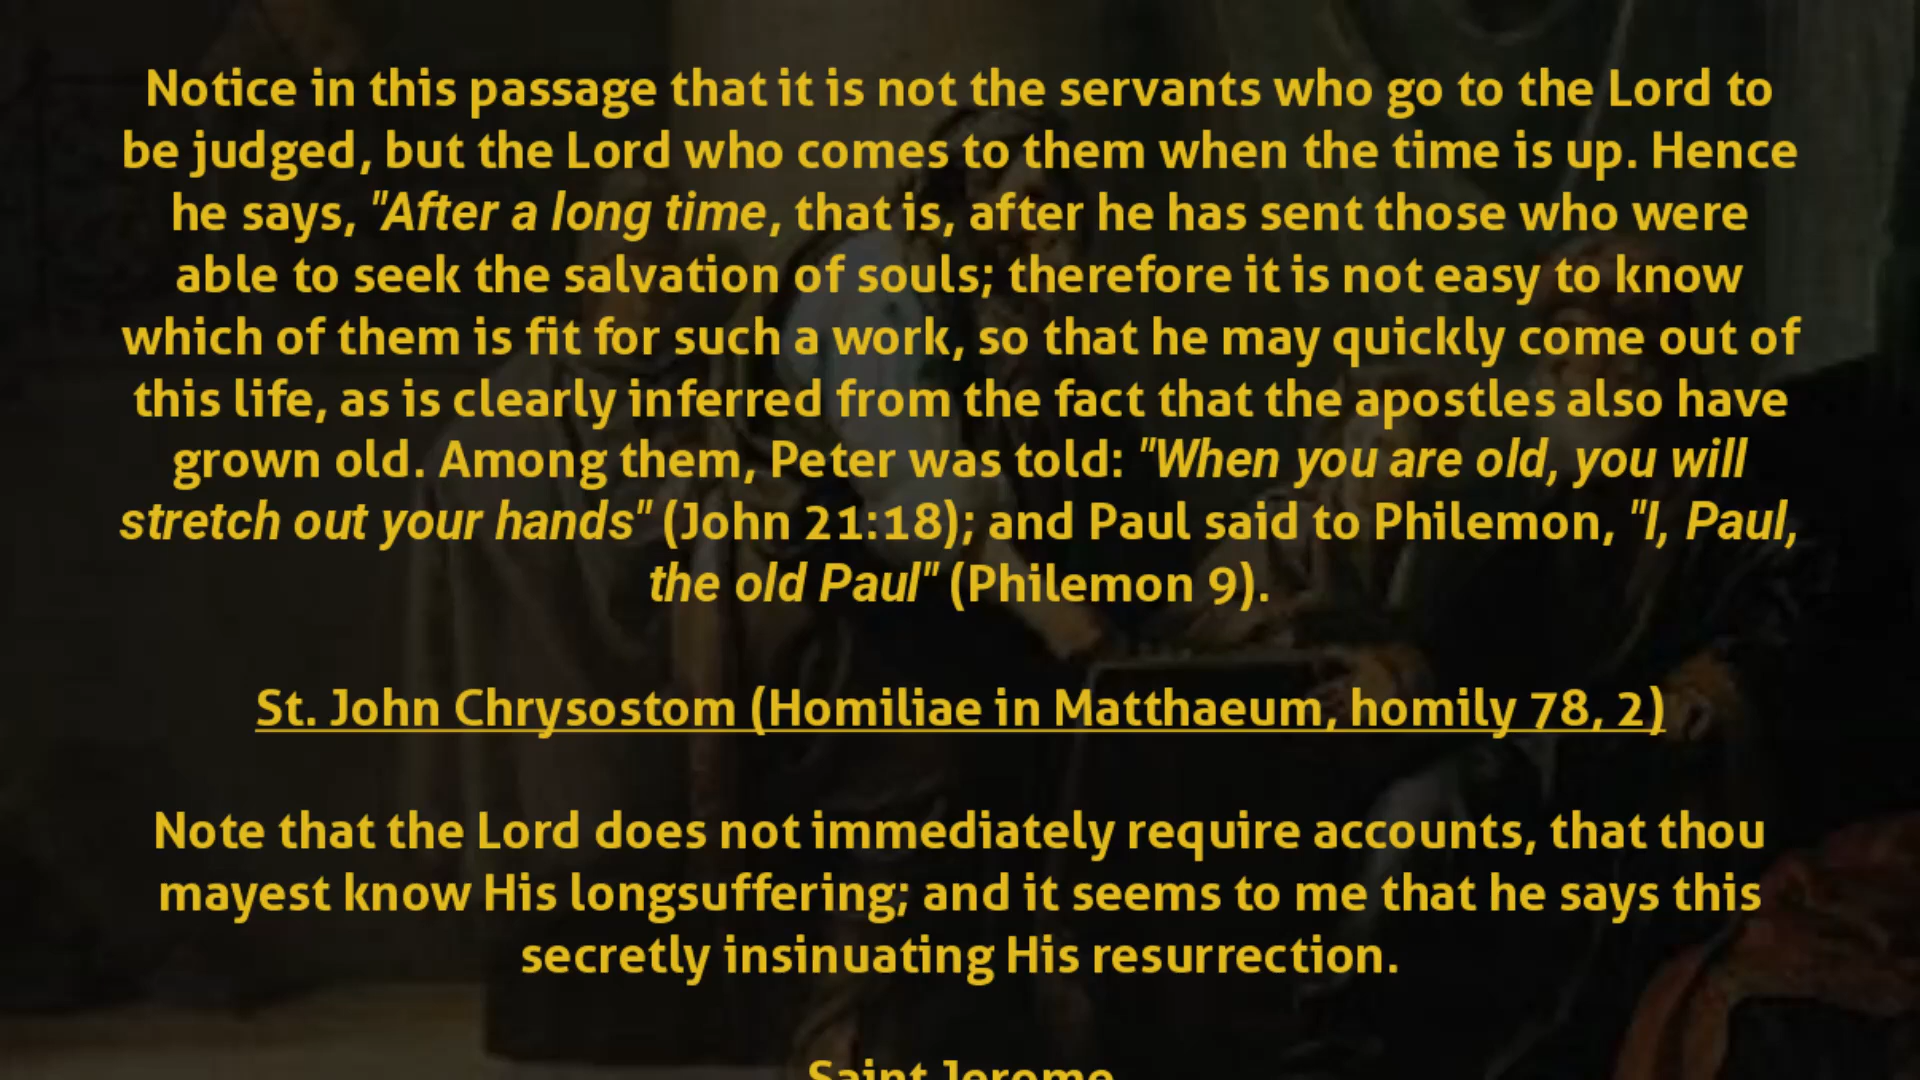 Notice in this passage that it is not the servants who go to the Lord to
be judged, but the Lord who comes to them when the time is up. Hence
he says, "After a long time, that is, after he has sent those who were
able to seek the salvation of souls; therefore it is not easy to know
which of them is fit for such a work, so that he may quickly come out of
this life, as is clearly inferred from the fact that the apostles also have
grown old. Among them, Peter was told: "When you are old, you will
stretch out your hands" (John 21:18); and Paul said to Philemon, "I, Paul,
the old Paul" (Philemon 9).
St. John Chrysostom (Homiliae in Matthaeum, homily 78, 2)
Note that the Lord does not immediately require accounts, that thou
mayest know His longsuffering; and it seems to me that he says this
secretly insinuating His resurrection.
Saint Jerome